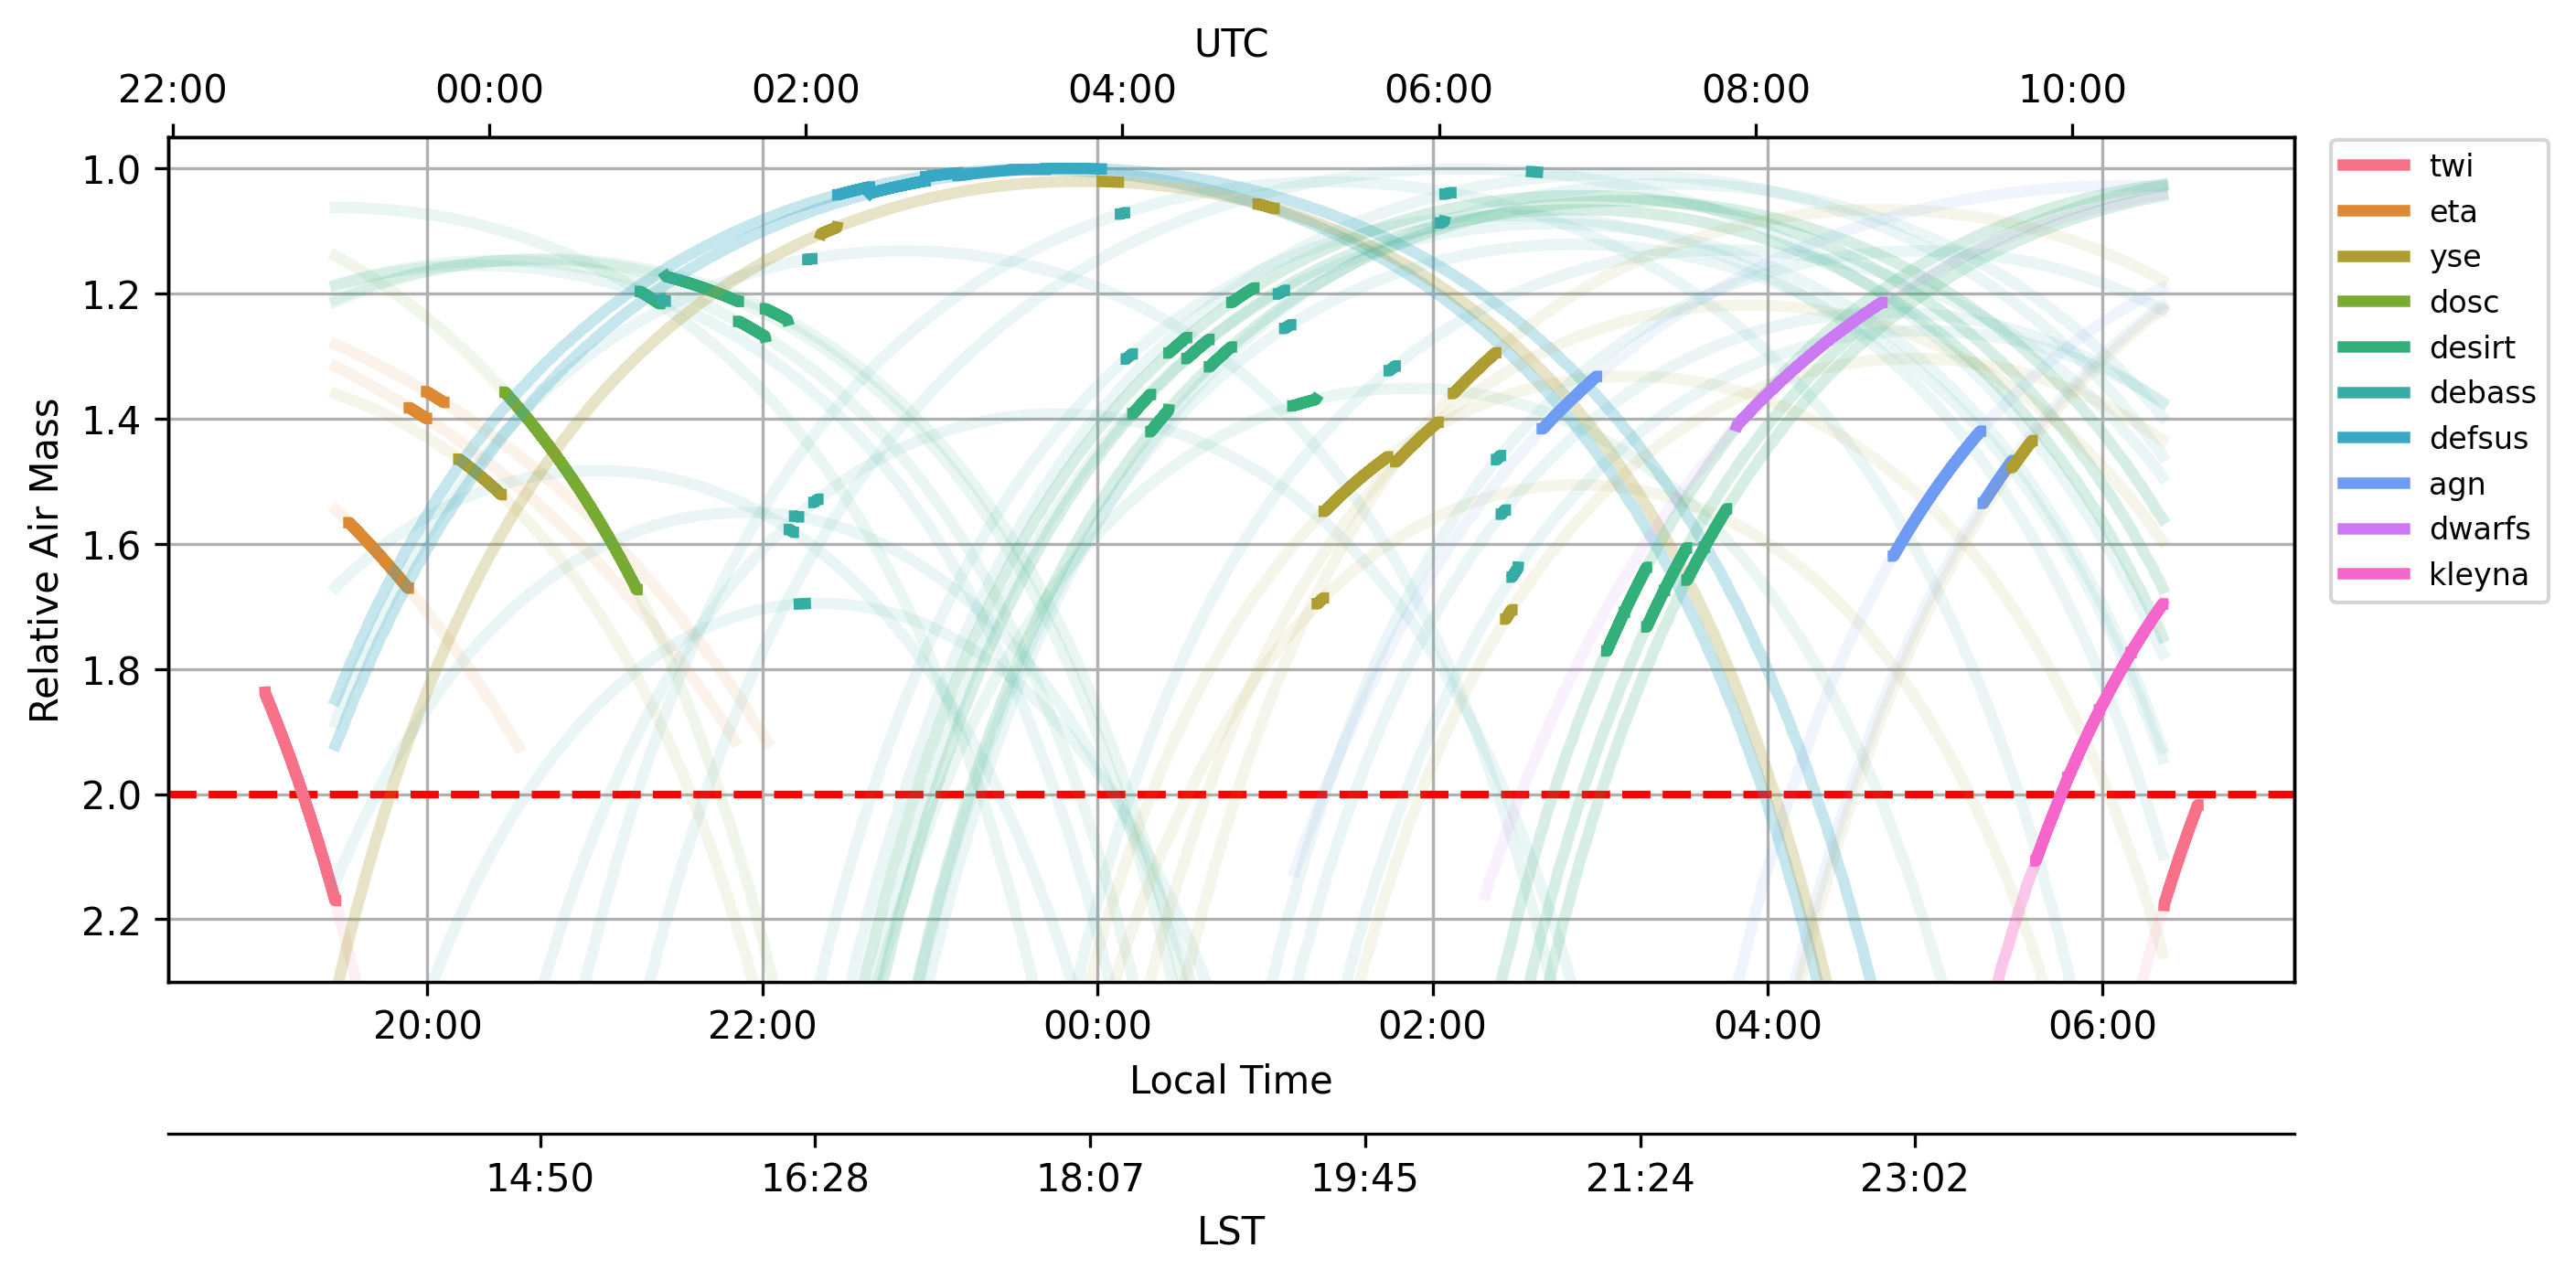 UTC
22:00 00:00 02:00 04:00 06:00 08:00 10:00
Relative Air Mass
1.0
1.2
1.4
1.6
1.8
2.0
2.2
twi
eta
yse
dosc
desirt
debass
defsus
agn
dwarfs
kleyna
20:00 22:00 00:00 02:00 04:00 06:00
Local Time
14:50 16:28 18:07 19:45 21:24 23:02
LST